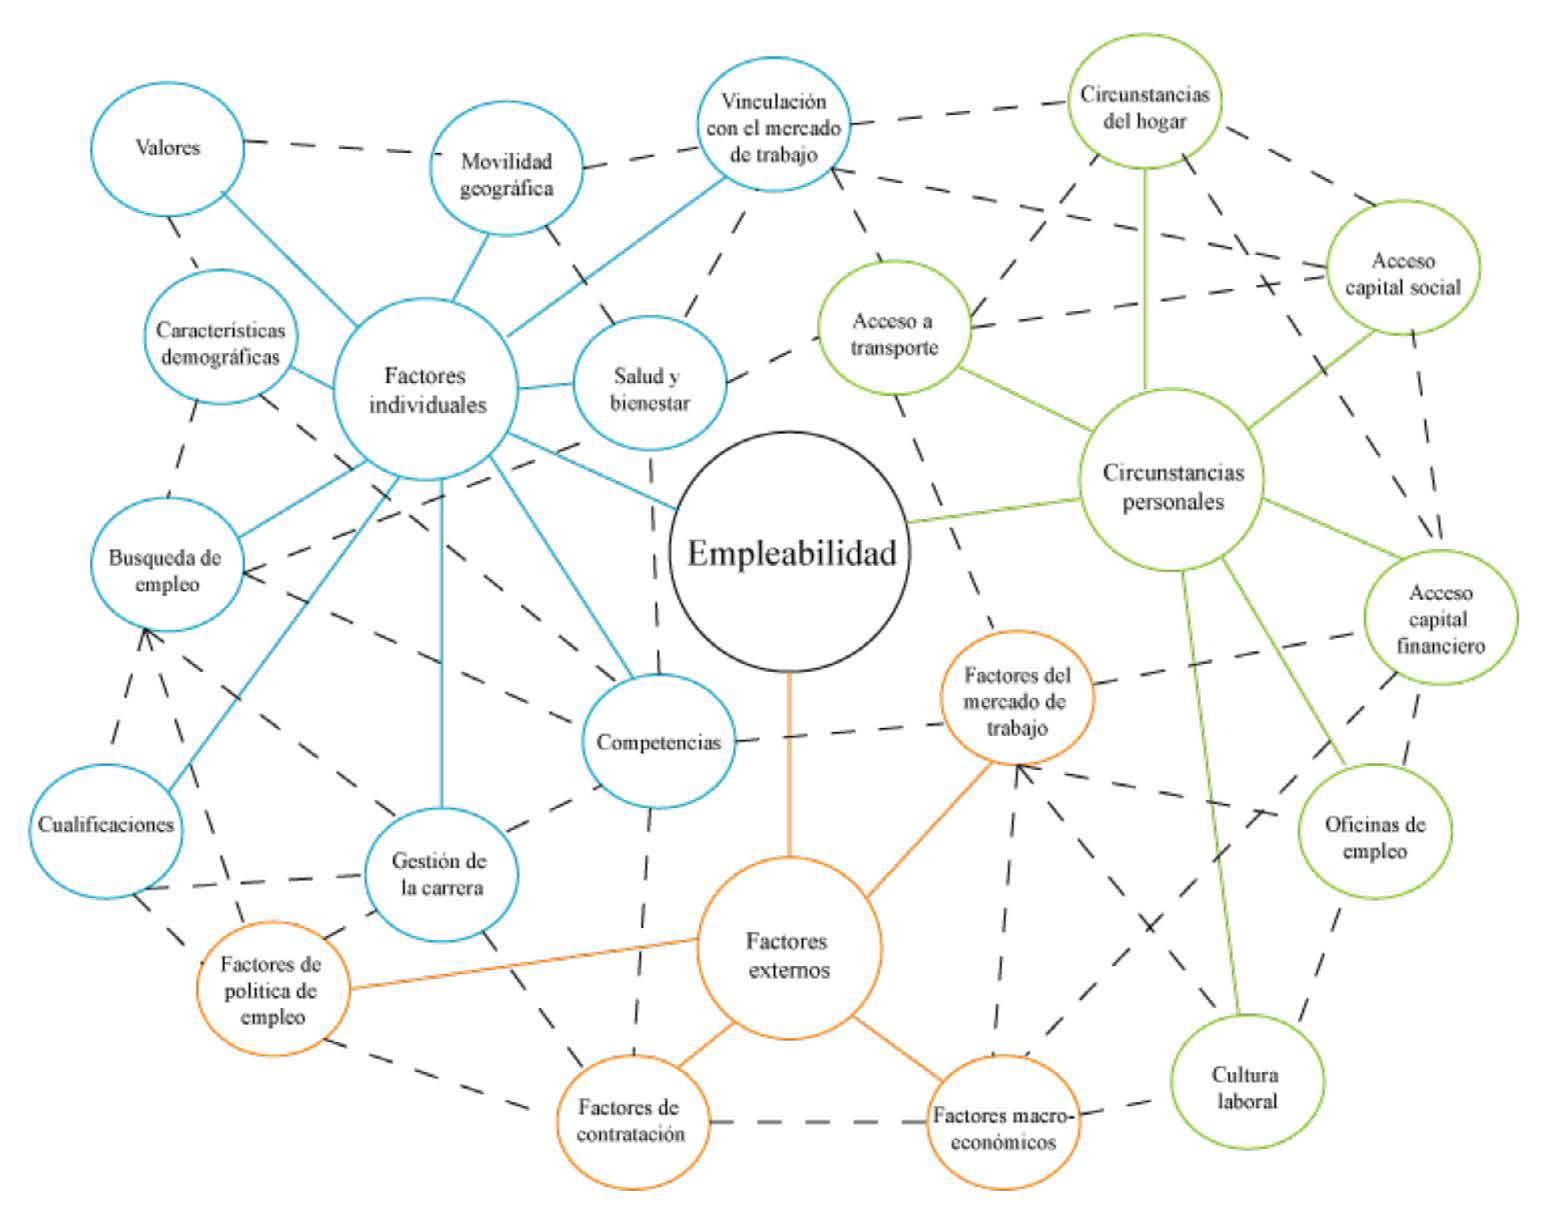 Valores
Movilidad
geográfica
Vinculación
con el mercado
de trabajo
Circunstancias
del hogar
Acceso
capital social
Características
demográficas
Factores
individuales
Salud y
bienestar
Acceso a
transporte
Circunstancias
personales
Busqueda de
empleo
Empleabilidad
Acceso
capital
financiero
Factores del
mercado de
trabajo
Competencias
Cualificaciones
Gestión de
la carrera
Oficinas de
empleo
Factores de
politica de
empleo
Factores
externos
Factores de
contratación
Factores macro-
económicos
Cultura
laboral